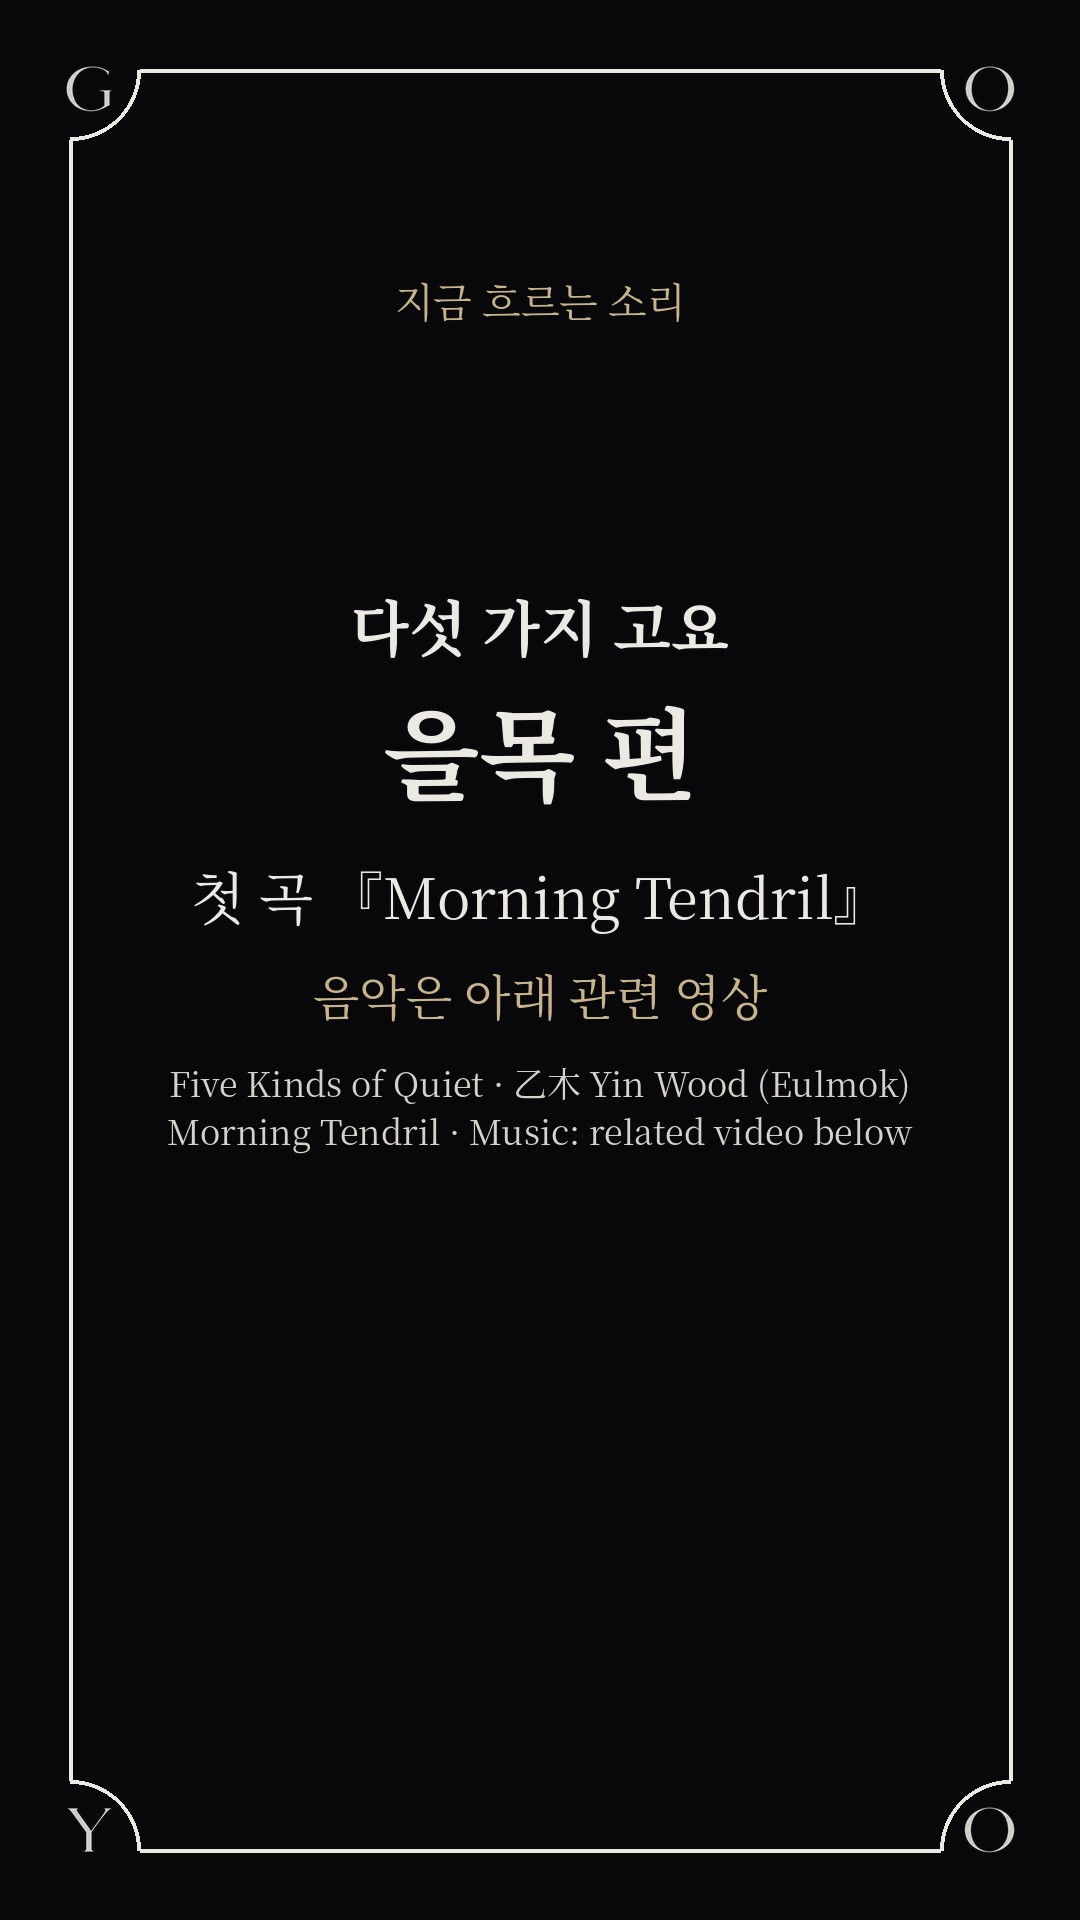 G O
지금 흐르는 소리
다섯 가지 고요
을목 편
첫 곡 『Morning Tendril』
음악은 아래 관련 영상
Five Kinds of Quiet · 乙木 Yin Wood (Eulmok)
Morning Tendril · Music: related video below
Y O